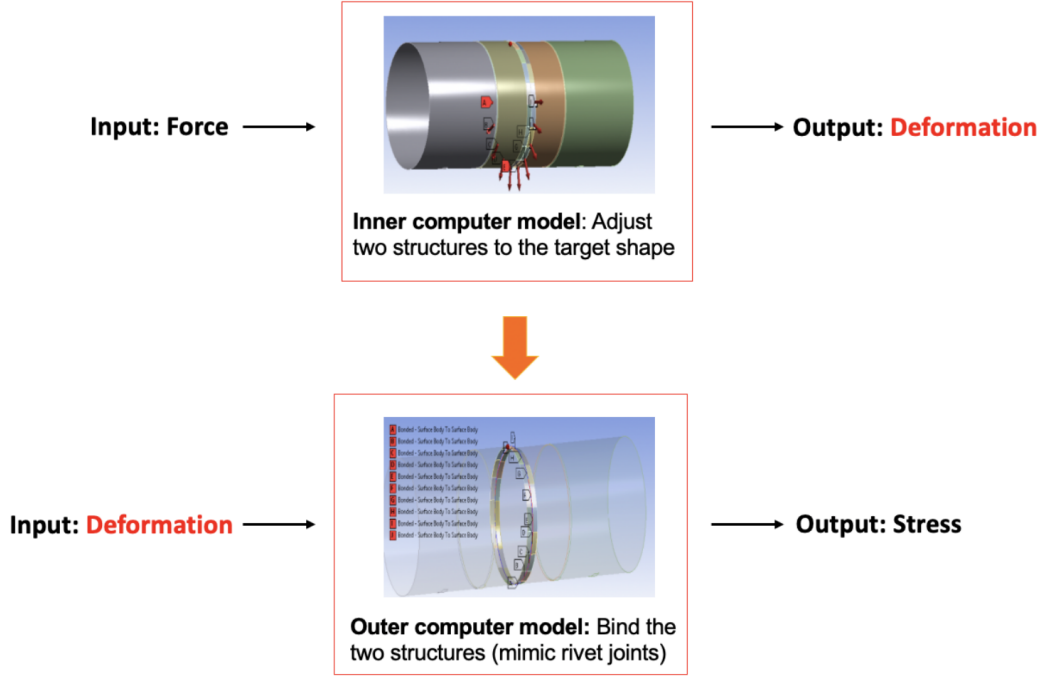 Input: Force
Output: Deformation
Inner computer model: Adjust
two structures to the target shape
A Bonded - Surface Body To Surface Body
B Bonded - Surface Body To Surface Body
C Bonded - Surface Body To Surface Body
D Bonded - Surface Body To Surface Body
E Bonded - Surface Body To Surface Body
F Bonded - Surface Body To Surface Body
G Bonded - Surface Body To Surface Body
H Bonded - Surface Body To Surface Body
Bonded - Surface Body To Surface Body
Bonded - Surface Body To Surface Body
Input: Deformation
Output: Stress
Outer computer model: Bind the
two structures (mimic rivet joints)